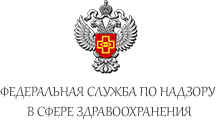 ФЕДЕРАЛЬНАЯ СЛУЖБА ПО НАДЗОРУ
В СФЕРЕ ЗДРАВООХРАНЕНИЯ